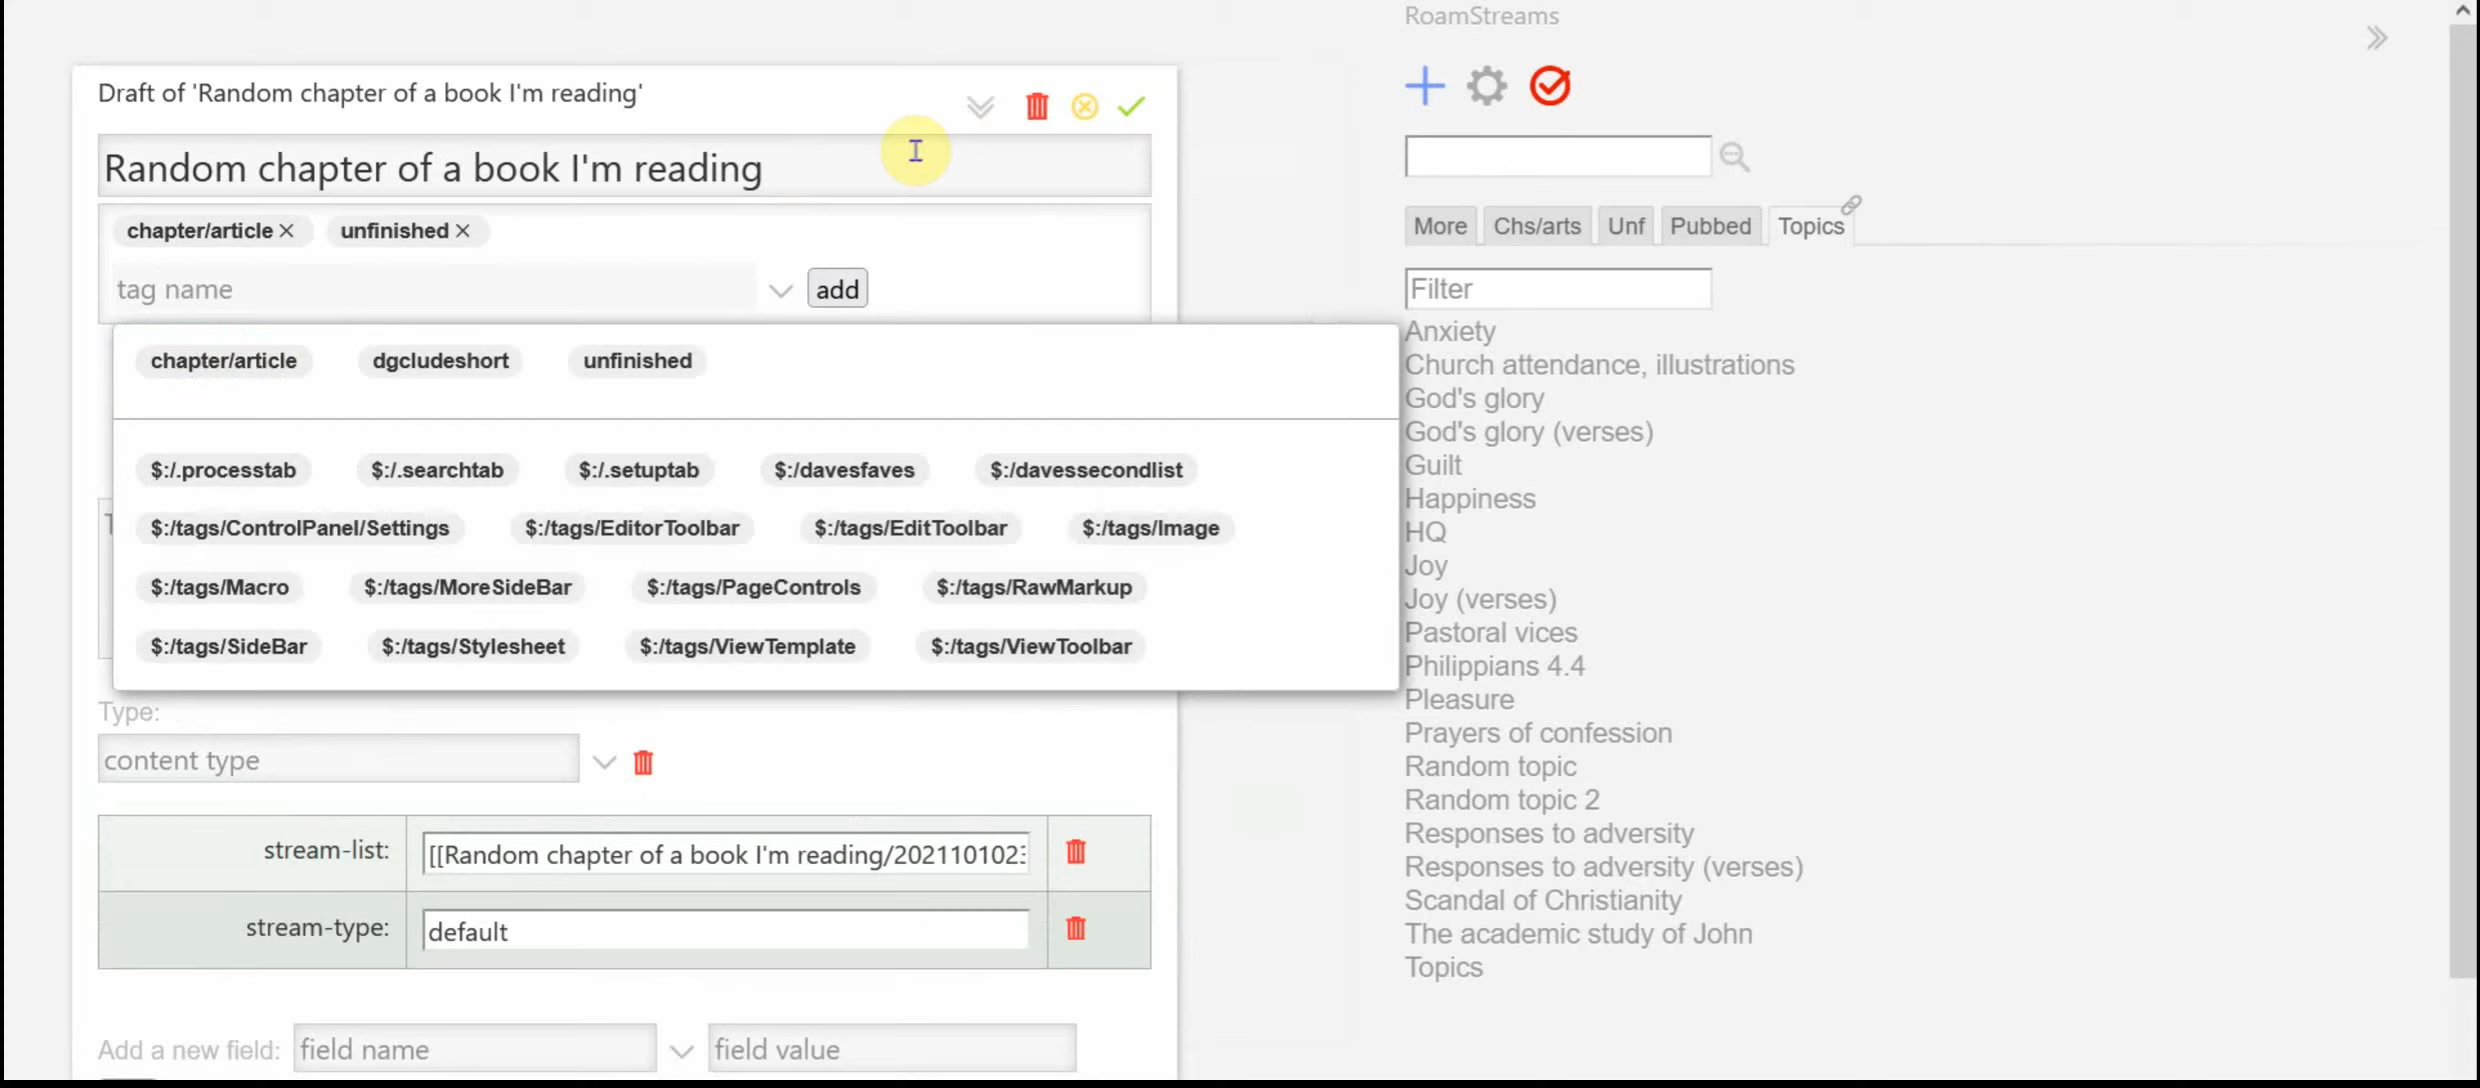 RoamStreams
Draft of 'Random chapter of a book I'm reading'
Random chapter of a book I'm reading
chapter/article × unfinished ×
tag name add
chapter/article dgcludeshort unfinished
$:/.processtab $:/.searchtab $:/.setuptab $:/davesfaves $:/davessecondlist
$:/tags/ControlPanel/Settings $:/tags/EditorToolbar $:/tags/EditToolbar $:/tags/Image
$:/tags/Macro $:/tags/MoreSideBar $:/tags/PageControls $:/tags/RawMarkup
$:/tags/SideBar $:/tags/Stylesheet $:/tags/ViewTemplate $:/tags/ViewToolbar
Type:
content type
stream-list: [[Random chapter of a book I'm reading/2021101023
stream-type: default
Add a new field: field name field value
More Chs/arts Unf Pubbed Topics
Filter
Anxiety
Church attendance, illustrations
God's glory
God's glory (verses)
Guilt
Happiness
HQ
Joy
Joy (verses)
Pastoral vices
Philippians 4.4
Pleasure
Prayers of confession
Random topic
Random topic 2
Responses to adversity
Responses to adversity (verses)
Scandal of Christianity
The academic study of John
Topics